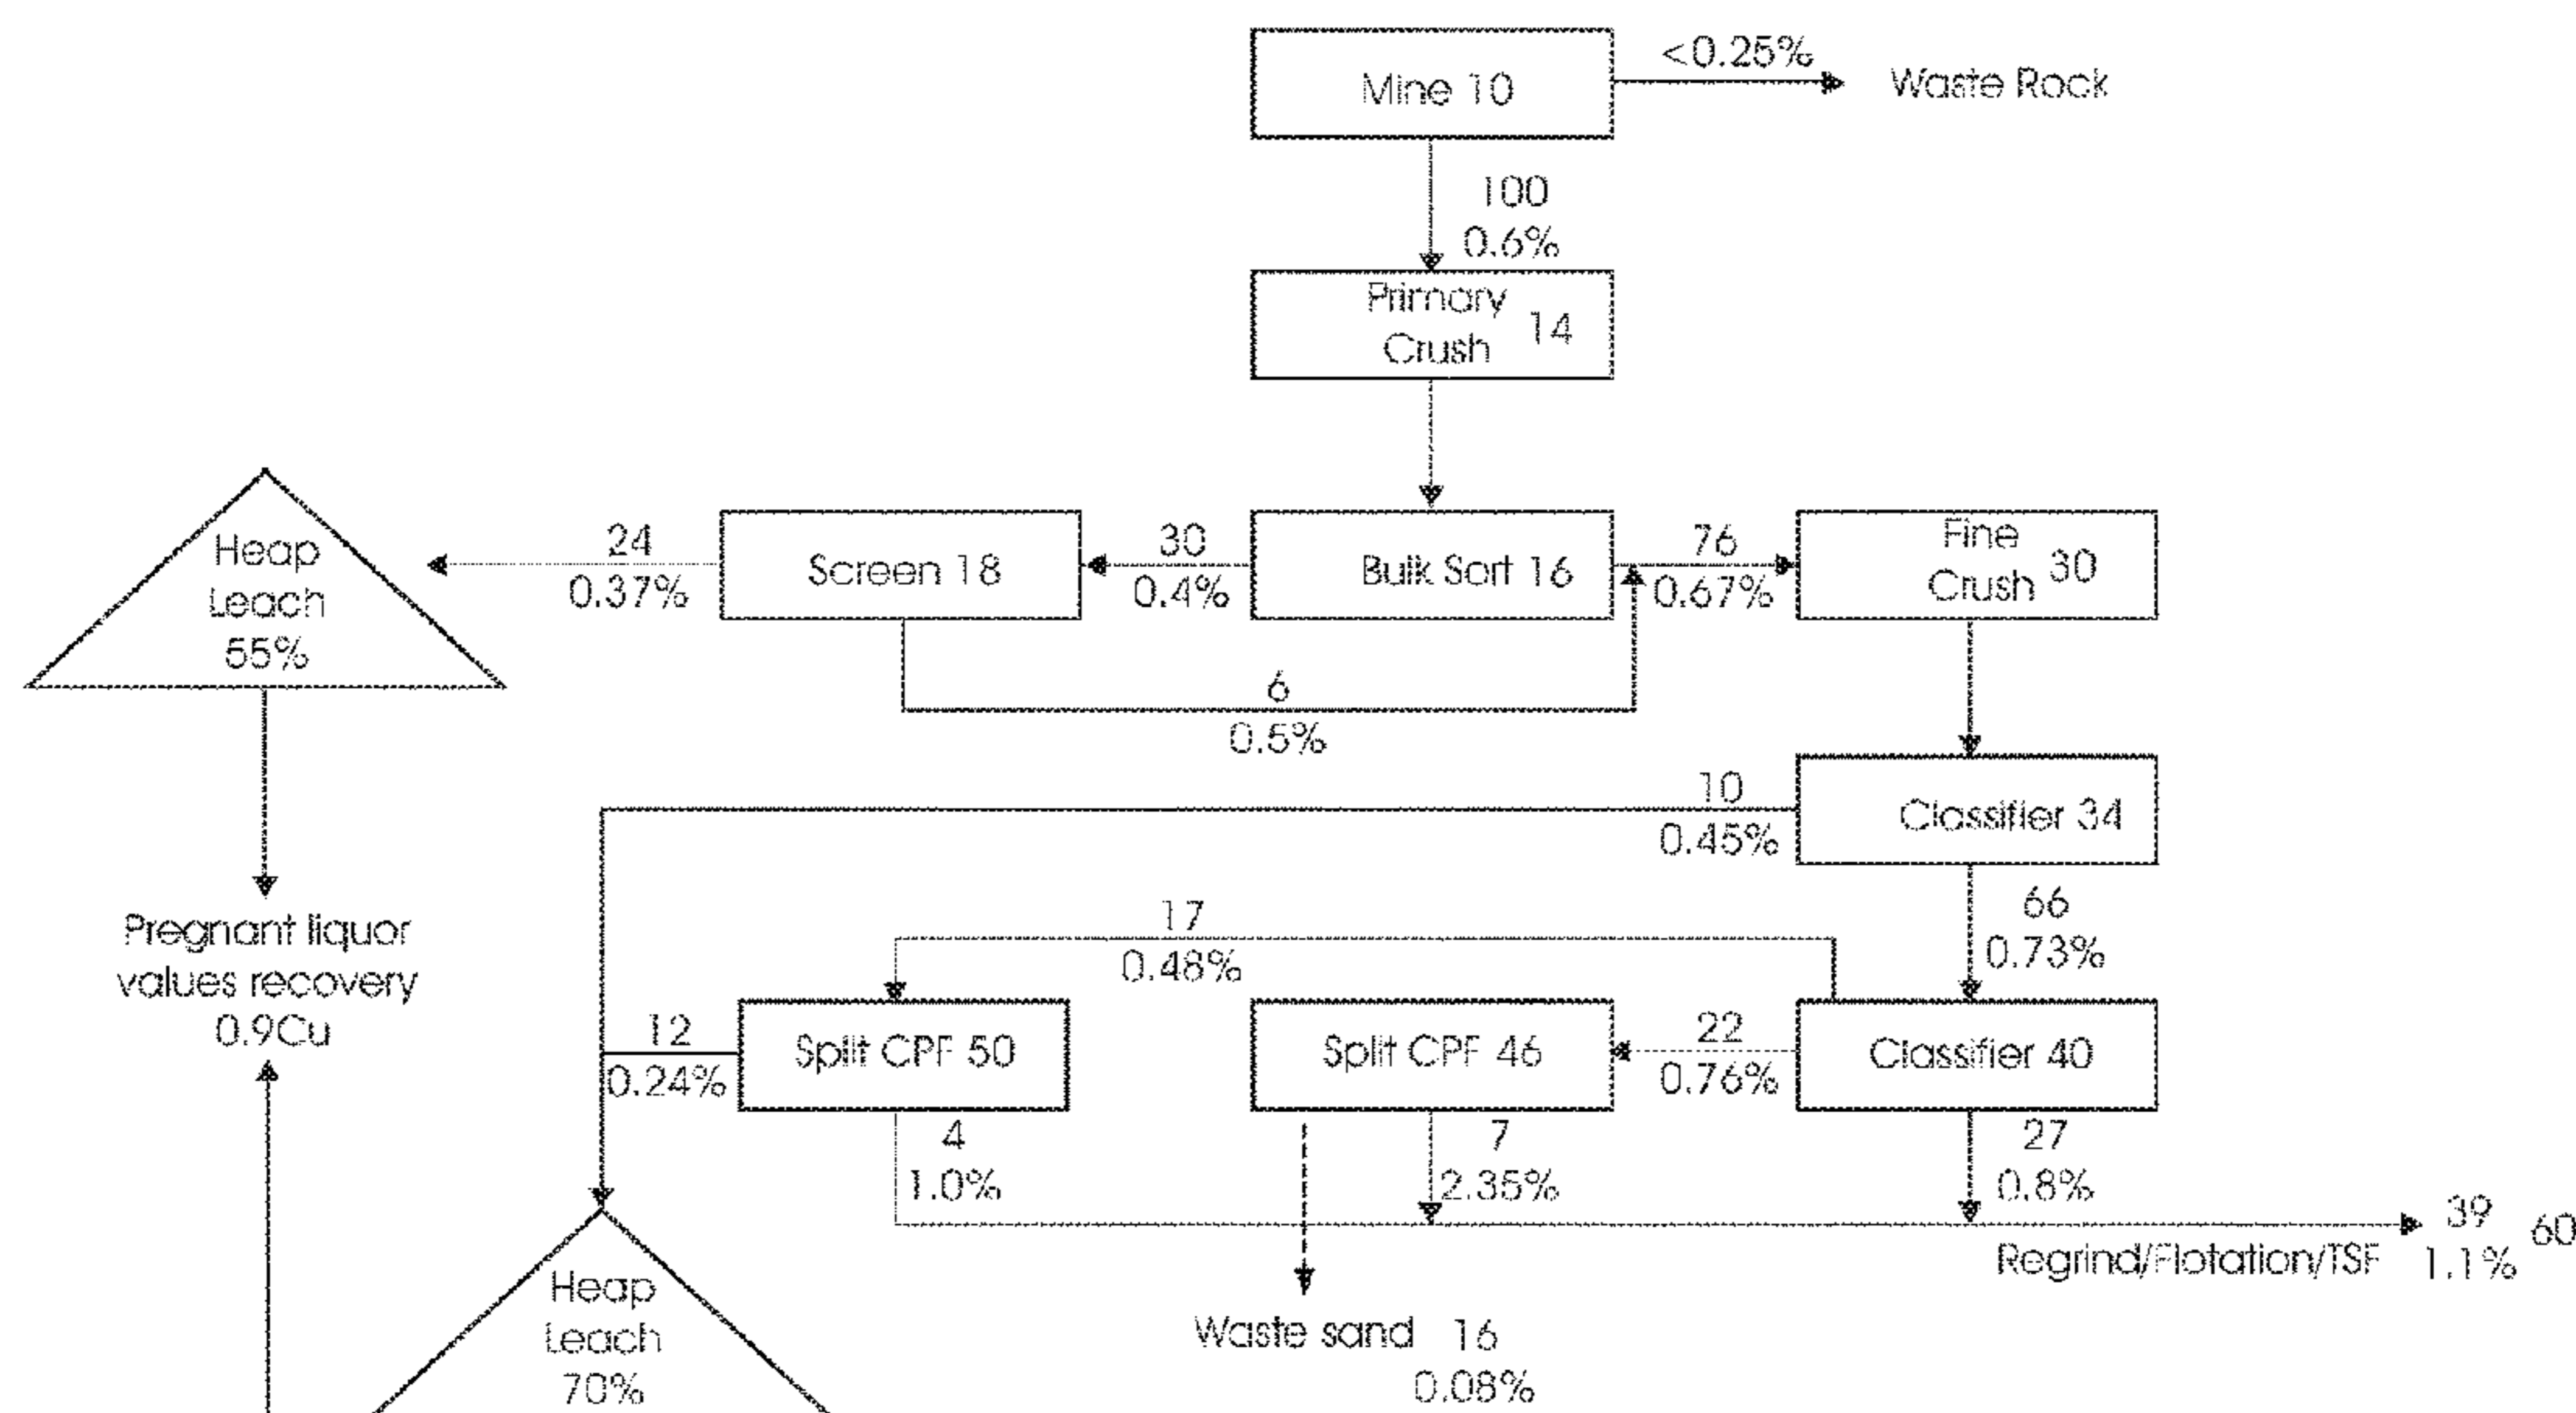 Mine 10
<0.25%
Waste Rock
100
0.6%
Primary
Crush 14
Heap
Leach
55%
24
0.37%
Screen 18
30
0.4%
Bulk Sort 16
76
0.67%
Fine
Crush 30
6
0.5%
10
0.45%
Classifier 34
66
0.73%
17
0.48%
Pregnant liquor
values recovery
0.9Cu
12
0.24%
Split CPF 50
Split CPF 46
22
0.76%
Classifier 40
4
1.0%
7
2.35%
27
0.8%
39
1.1%
60
Regrind/Flotation/TSF
Heap
Leach
70%
Waste sand 16
0.08%